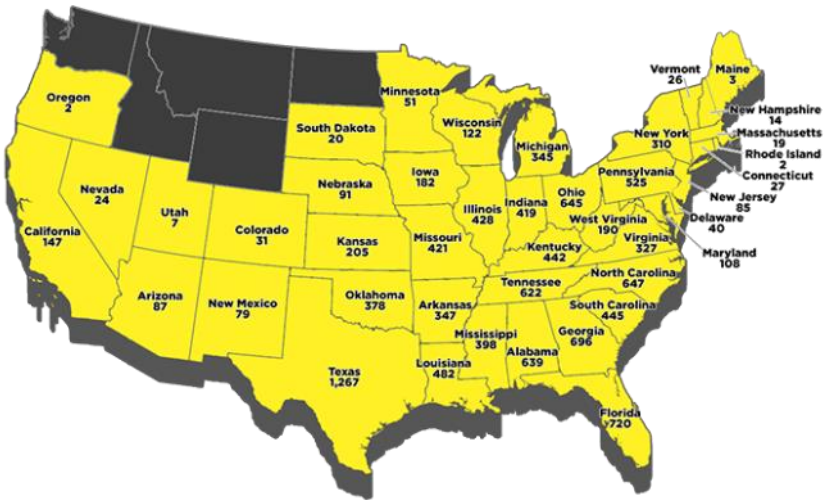 Oregon
2
California
147
Nevada
24
Utah
7
Arizona
87
Colorado
31
New Mexico
79
South Dakota
20
Nebraska
91
Kansas
205
Oklahoma
378
Texas
1,267
Minnesota
51
Iowa
182
Missouri
421
Arkansas
347
Louisiana
482
Wisconsin
122
Illinois
428
Michigan
345
Indiana
419
Ohio
645
Kentucky
442
Tennessee
622
Mississippi
398
Alabama
639
Georgia
696
Florida
720
South Carolina
445
North Carolina
647
Virginia
327
West Virginia
190
Pennsylvania
525
New York
310
Vermont
26
Maine
3
New Hampshire
14
Massachusetts
19
Rhode Island
2
Connecticut
27
New Jersey
85
Delaware
40
Maryland
108